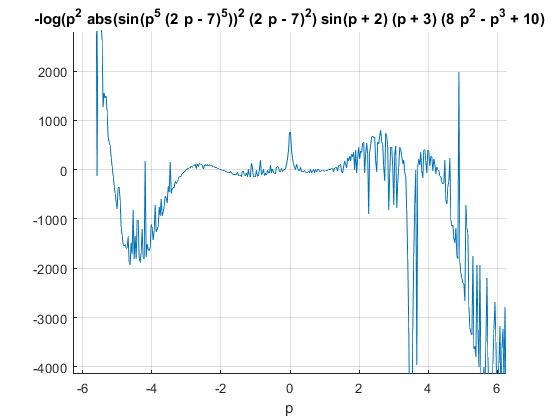 -log(p² abs(sin(p⁵ (2 p - 7)⁵))² (2 p - 7)²) sin(p + 2) (p + 3) (8 p² - p³ + 10)
2000
1000
0
-1000
-2000
-3000
-4000
-6 -4 -2 0 2 4 6
p